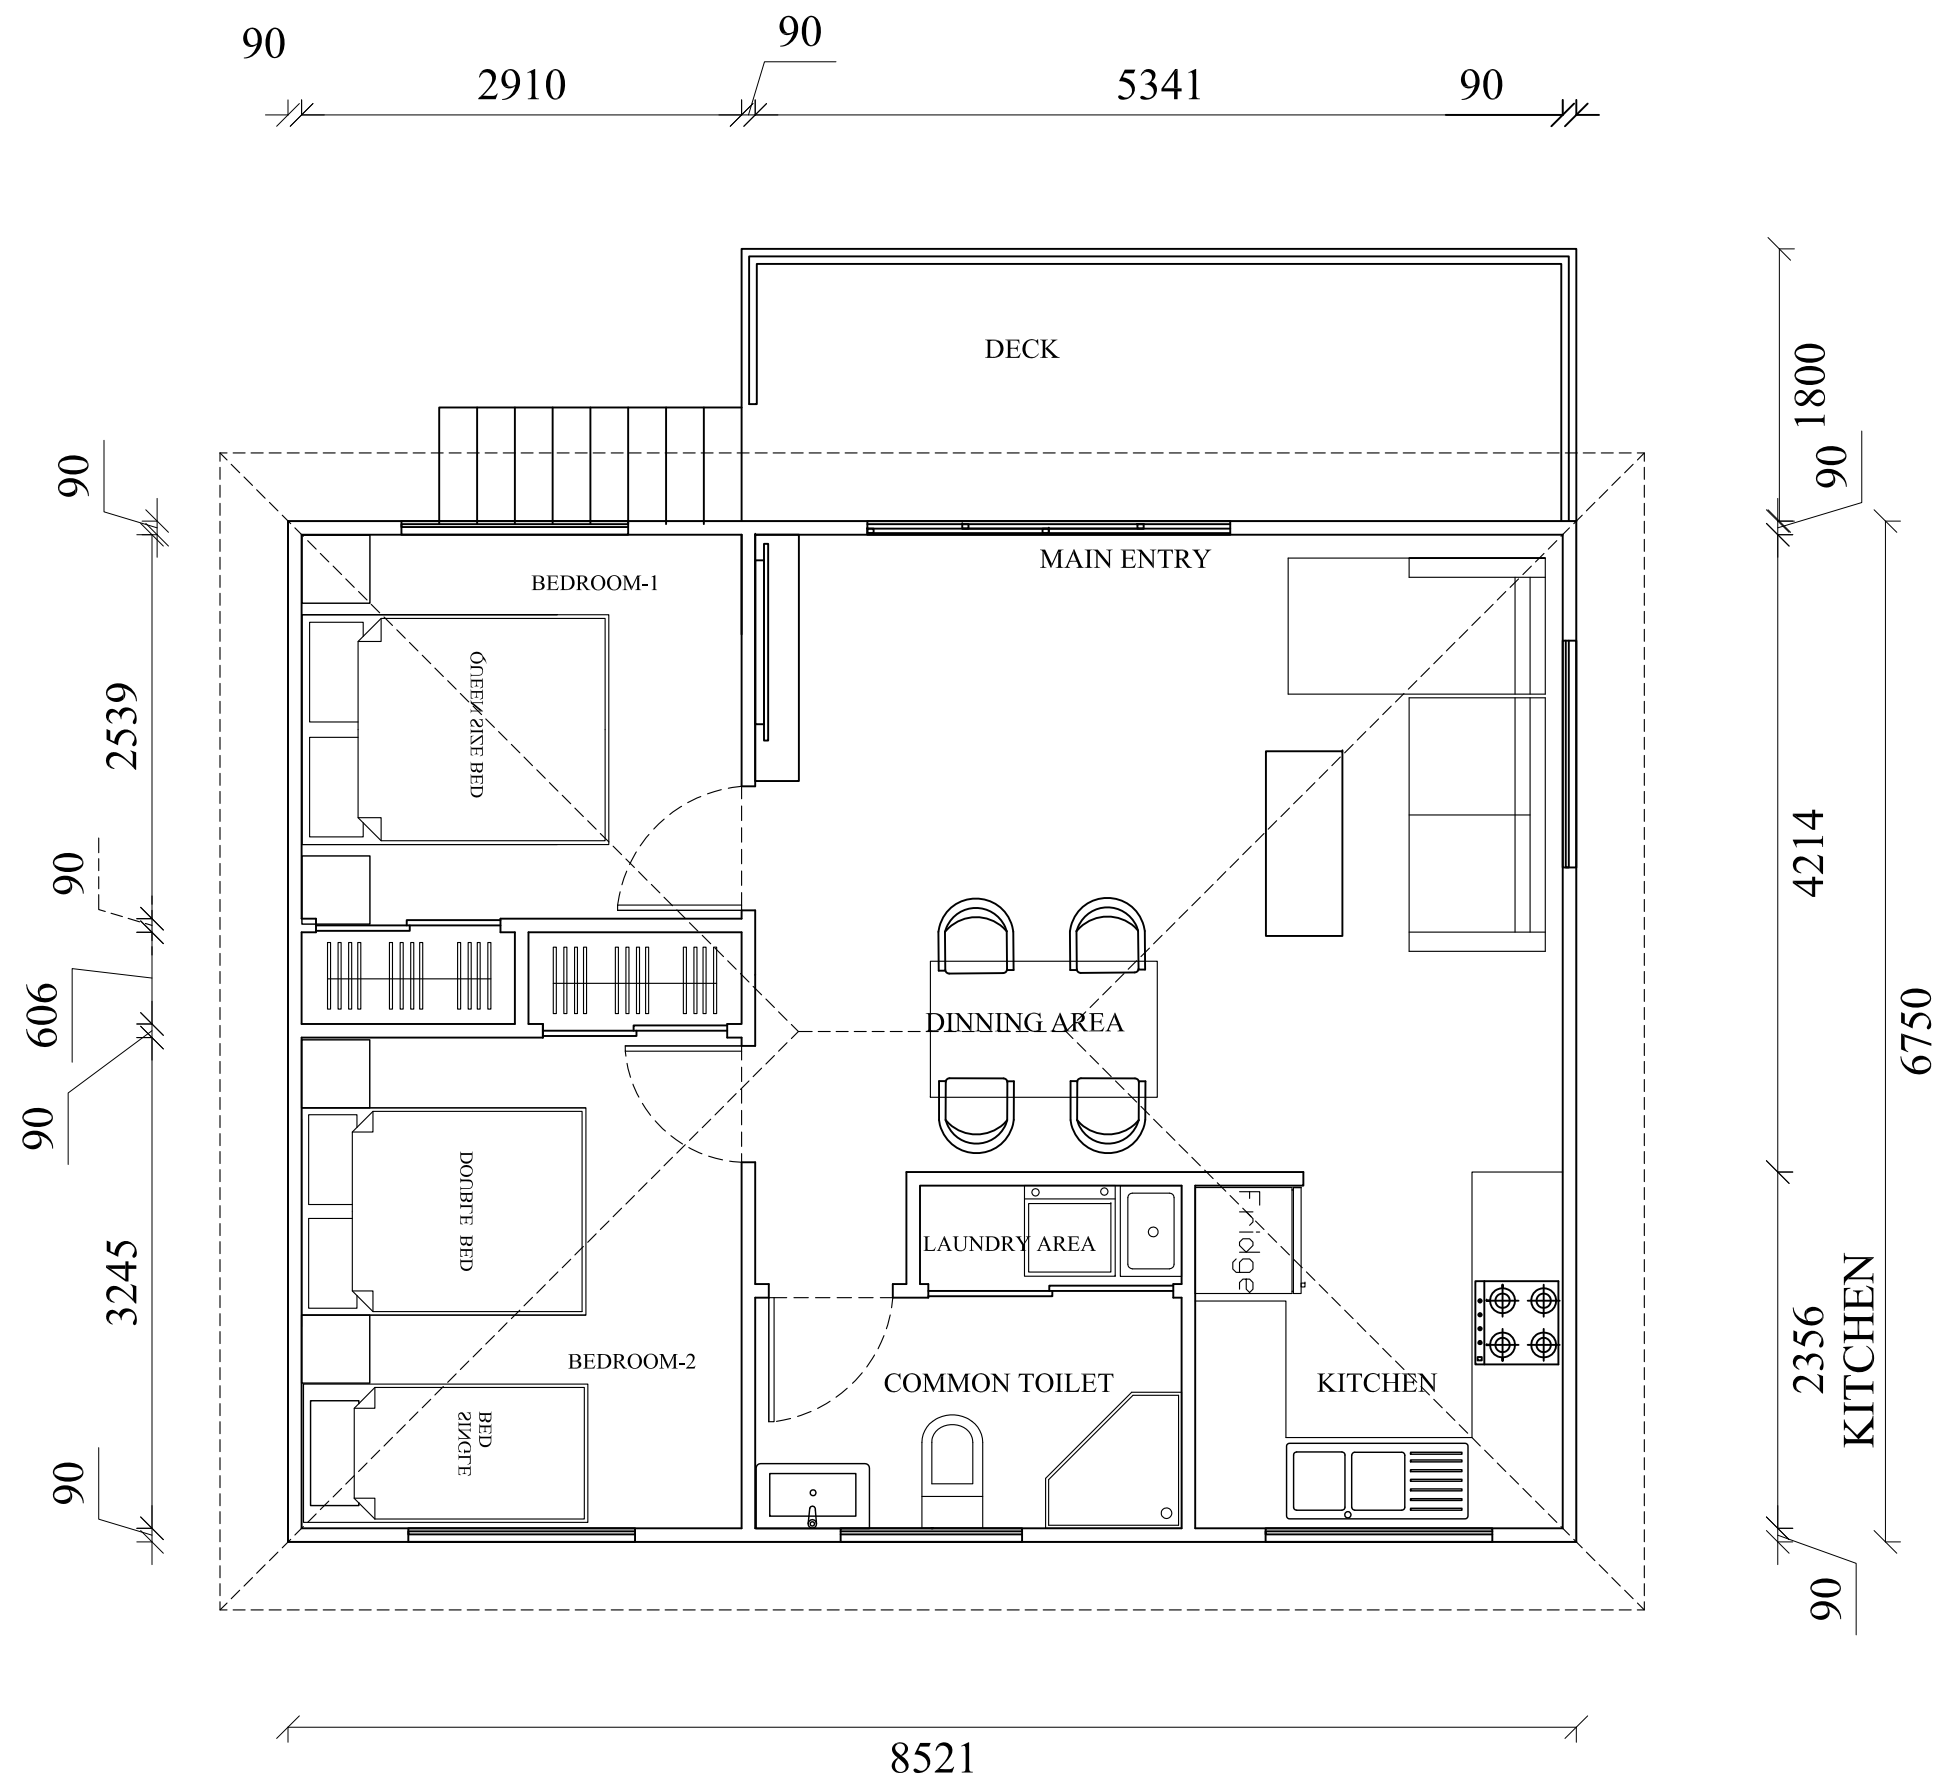 90
90
2910
5341
90
DECK
1800
90
90
MAIN ENTRY
BEDROOM-1
QUEEN SIZE BED
2539
4214
90
606
DINNING AREA
6750
90
DOUBLE BED
LAUNDRY AREA
Fridge
3245
2356
KITCHEN
BEDROOM-2
COMMON TOILET
KITCHEN
BED
SINGLE
90
90
8521